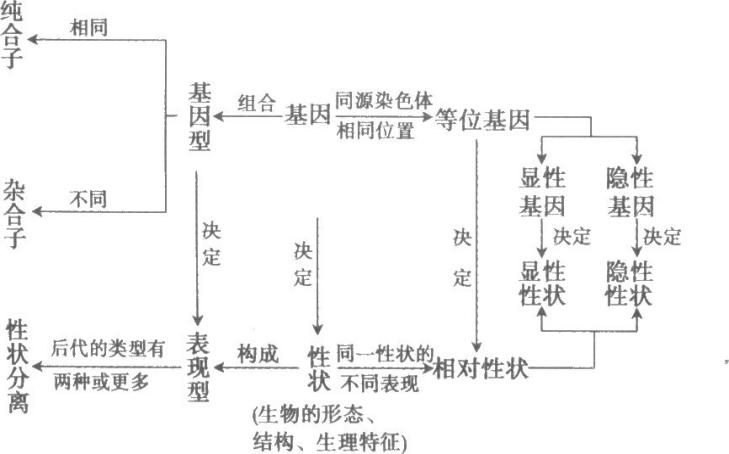 纯合子
相同
基因型
组合
基因
同源染色体
相同位置
等位基因
显性
基因
隐性
基因
杂合子
不同
决定
决定
决定
决定
决定
显性
性状
隐性
性状
性状分离
后代的类型有
两种或更多
表现型
构成
性状
同一性状的
不同表现
相对性状
(生物的形态、
结构、生理特征)
,